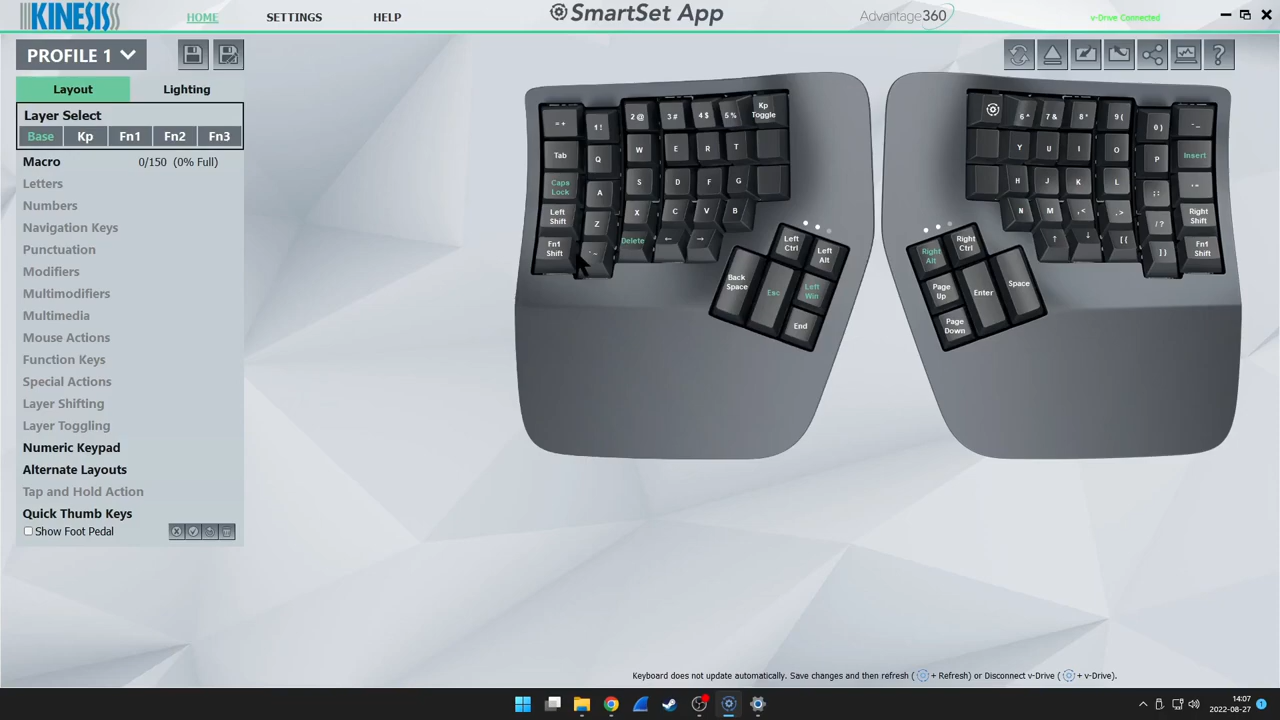 KINESIS HOME SETTINGS HELP SmartSet App Advantage360 v-Drive Connected
PROFILE 1
Layout Lighting
Layer Select
Base Kp Fn1 Fn2 Fn3
Macro 0/150 (0% Full)
Letters
Numbers
Navigation Keys
Punctuation
Modifiers
Multimodifiers
Multimedia
Mouse Actions
Function Keys
Special Actions
Layer Shifting
Layer Toggling
Numeric Keypad
Alternate Layouts
Tap and Hold Action
Quick Thumb Keys
Show Foot Pedal
= + 1 ! 2 @ 3 # 4 $ 5 % Kp Toggle
Tab Q W E R T
Caps Lock A S D F G
Left Shift Z X C V B
Fn1 Shift ` ~ Delete ← →
Left Ctrl Left Alt
Back Space Esc Left Win
End
6 ^ 7 & 8 * 9 ( 0 ) - _
Y U I O P Insert
H J K L ; : ' "
N M , < . > / ? Right Shift
↑ ↓ [ { ] } Fn1 Shift
Right Alt Right Ctrl
Page Up Enter Space
Page Down
Keyboard does not update automatically. Save changes and then refresh ( + Refresh) or Disconnect v-Drive ( + v-Drive).
14:07
2022-08-27
1